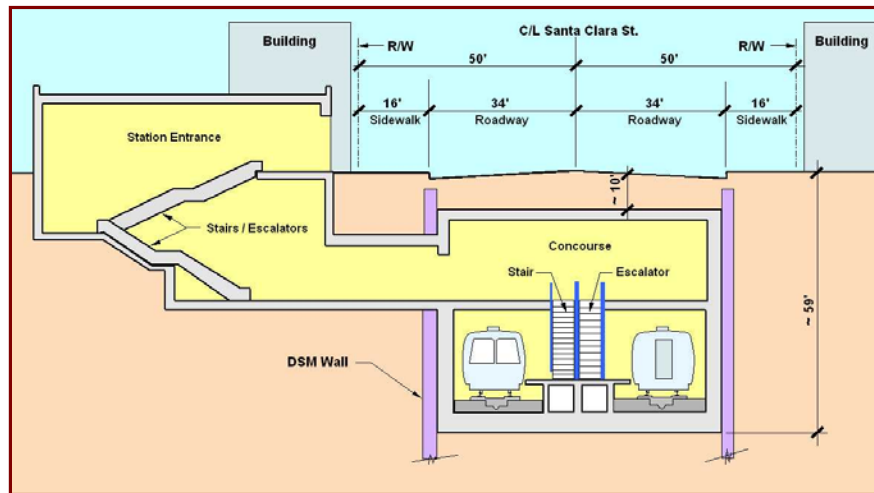 C/L Santa Clara St.
Building
R/W
R/W
Building
50'
50'
16'
34'
34'
16'
Sidewalk
Roadway
Roadway
Sidewalk
Station Entrance
~ 10'
Stairs / Escalators
Concourse
Stair
Escalator
~ 59'
DSM Wall